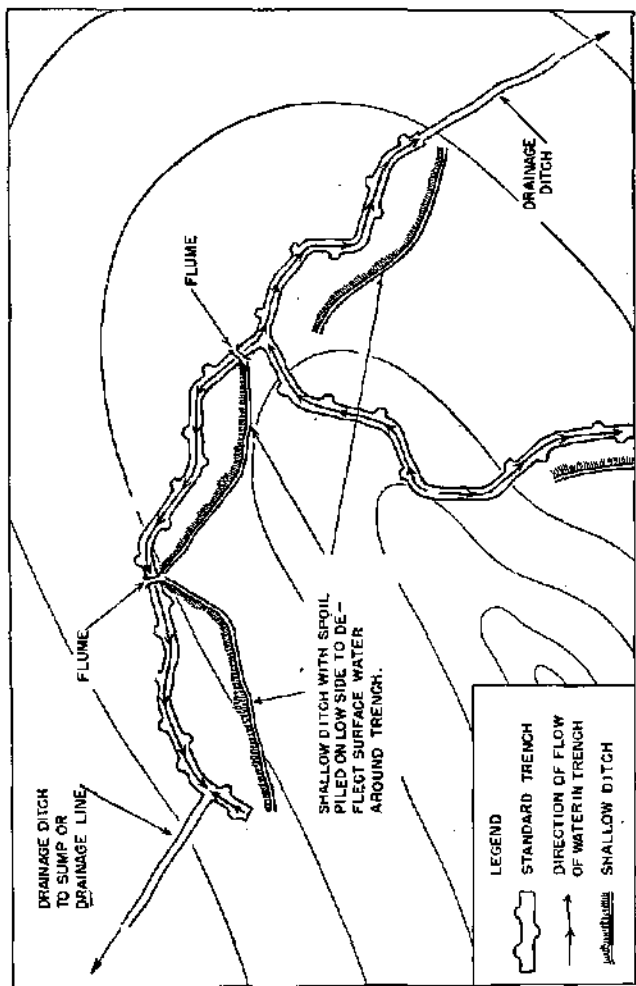 DRAINAGE DITCH
TO SUMP OR
DRAINAGE LINE
FLUME
FLUME
DRAINAGE
DITCH
SHALLOW DITCH WITH SPOIL
PILED ON LOW SIDE TO DE-
FLECT SURFACE WATER
AROUND TRENCH.
LEGEND
STANDARD TRENCH
DIRECTION OF FLOW
OF WATER IN TRENCH
SHALLOW DITCH